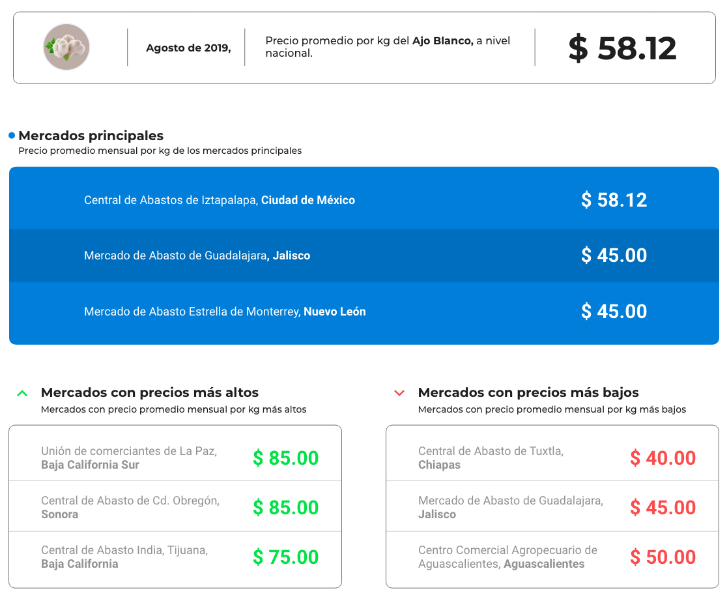 Agosto de 2019,
Precio promedio por kg del Ajo Blanco, a nivel
nacional.
$ 58.12
Mercados principales
Precio promedio mensual por kg de los mercados principales
Central de Abastos de Iztapalapa, Ciudad de México
$ 58.12
Mercado de Abasto de Guadalajara, Jalisco
$ 45.00
Mercado de Abasto Estrella de Monterrey, Nuevo León
$ 45.00
Mercados con precios más altos
Mercados con precio promedio mensual por kg más altos
Unión de comerciantes de La Paz,
Baja California Sur
$ 85.00
Central de Abasto de Cd. Obregón,
Sonora
$ 85.00
Central de Abasto India, Tijuana,
Baja California
$ 75.00
Mercados con precios más bajos
Mercados con precio promedio mensual por kg más bajos
Central de Abasto de Tuxtla,
Chiapas
$ 40.00
Mercado de Abasto de Guadalajara,
Jalisco
$ 45.00
Centro Comercial Agropecuario de
Aguascalientes, Aguascalientes
$ 50.00